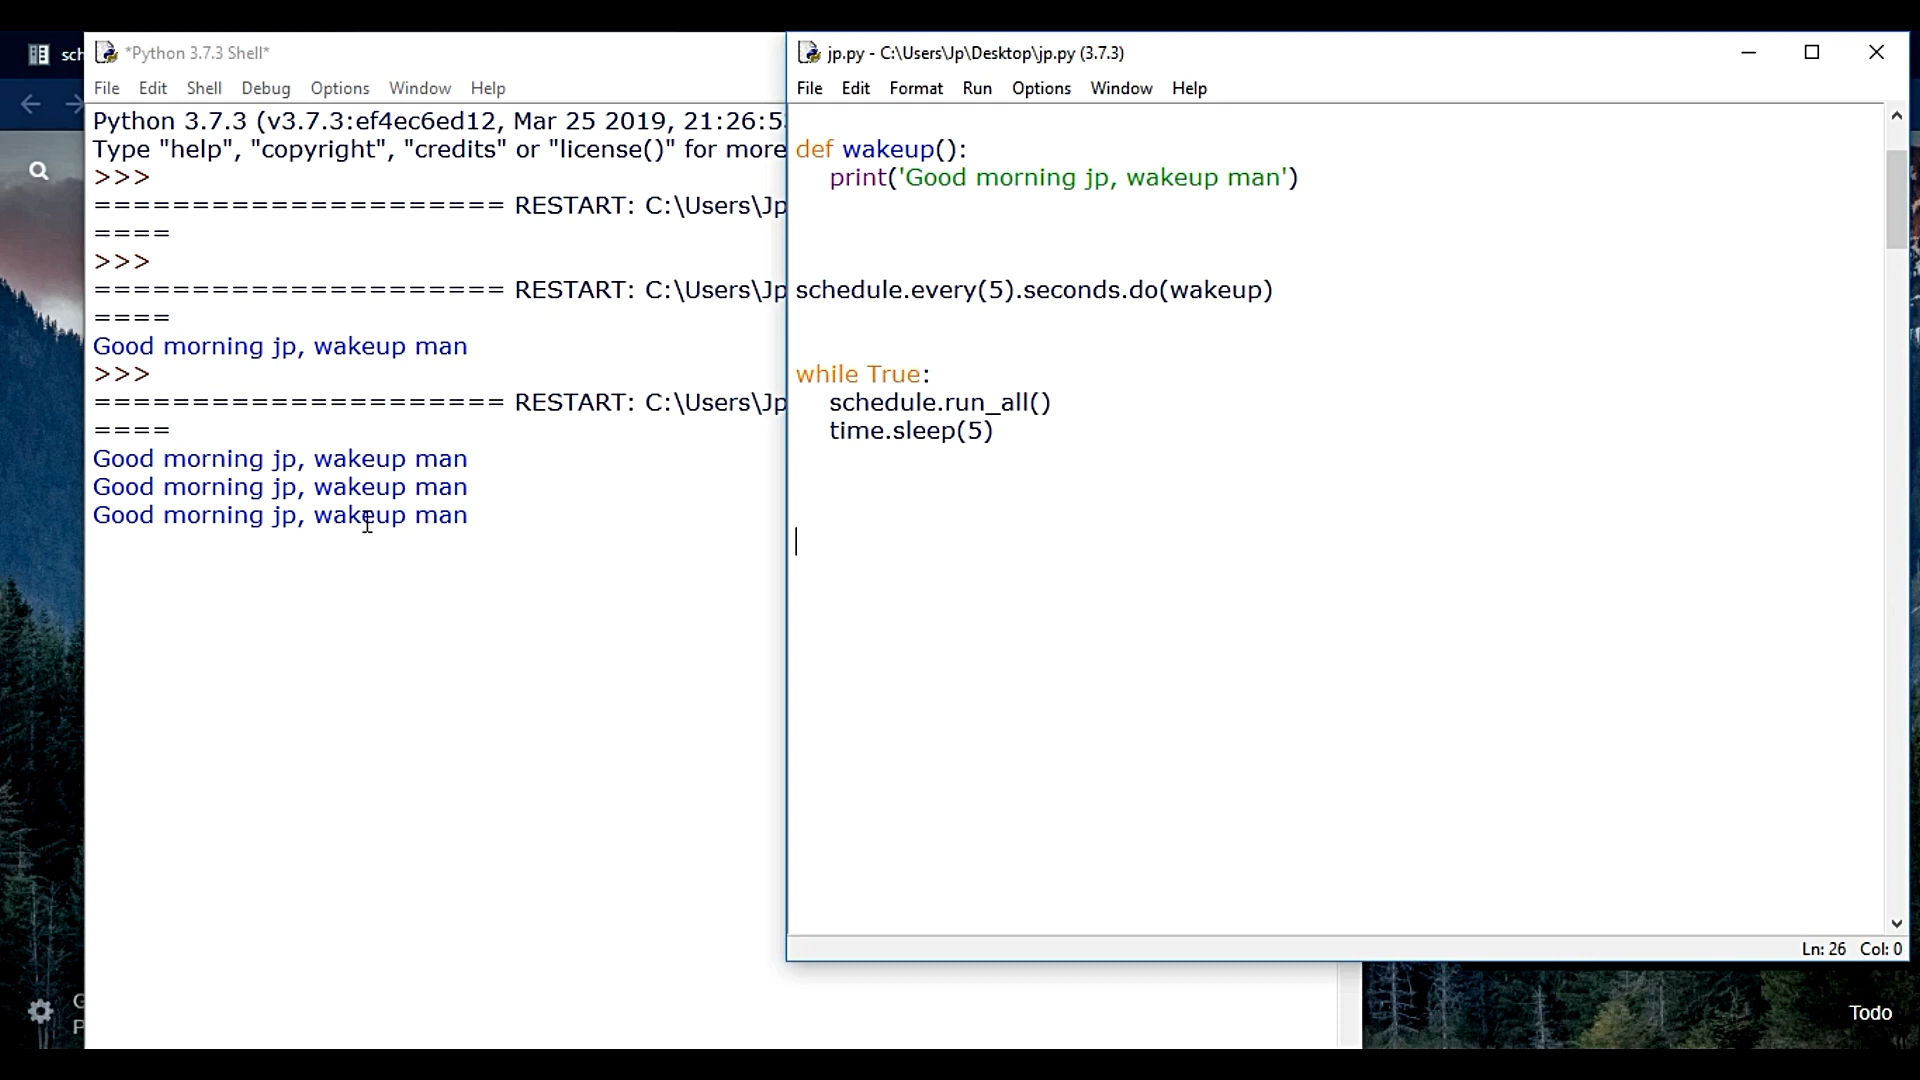 sch
*Python 3.7.3 Shell*
File Edit Shell Debug Options Window Help
Python 3.7.3 (v3.7.3:ef4ec6ed12, Mar 25 2019, 21:26:5
Type "help", "copyright", "credits" or "license()" for more
>>>
===================== RESTART: C:\Users\Jp
====
>>>
===================== RESTART: C:\Users\Jp
====
Good morning jp, wakeup man
>>>
===================== RESTART: C:\Users\Jp
====
Good morning jp, wakeup man
Good morning jp, wakeup man
Good morning jp, wakeup man
jp.py - C:\Users\Jp\Desktop\jp.py (3.7.3)
File Edit Format Run Options Window Help
def wakeup():
    print('Good morning jp, wakeup man')
schedule.every(5).seconds.do(wakeup)
while True:
    schedule.run_all()
    time.sleep(5)
Ln: 26 Col: 0
Todo